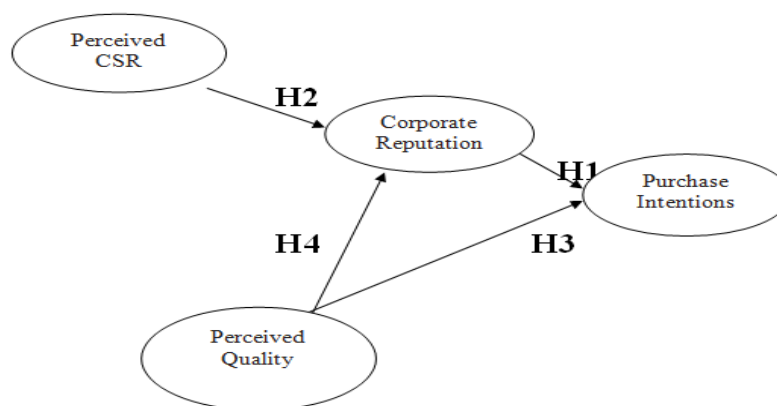 Perceived
CSR
H2
Corporate
Reputation
H1
Purchase
Intentions
H4
H3
Perceived
Quality